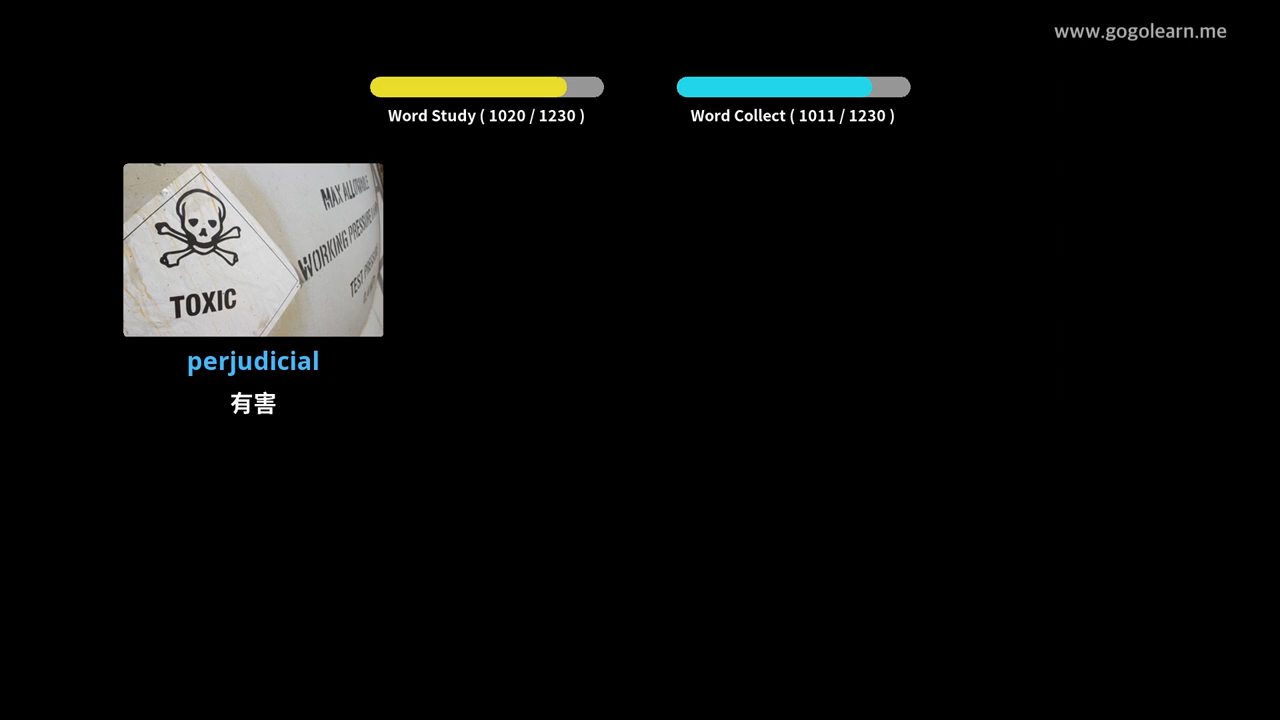 www.gogolearn.me
Word Study ( 1020 / 1230 )
Word Collect ( 1011 / 1230 )
MAX ALLOWABLE
WORKING PRESSURE
TEST
TOXIC
perjudicial
有害